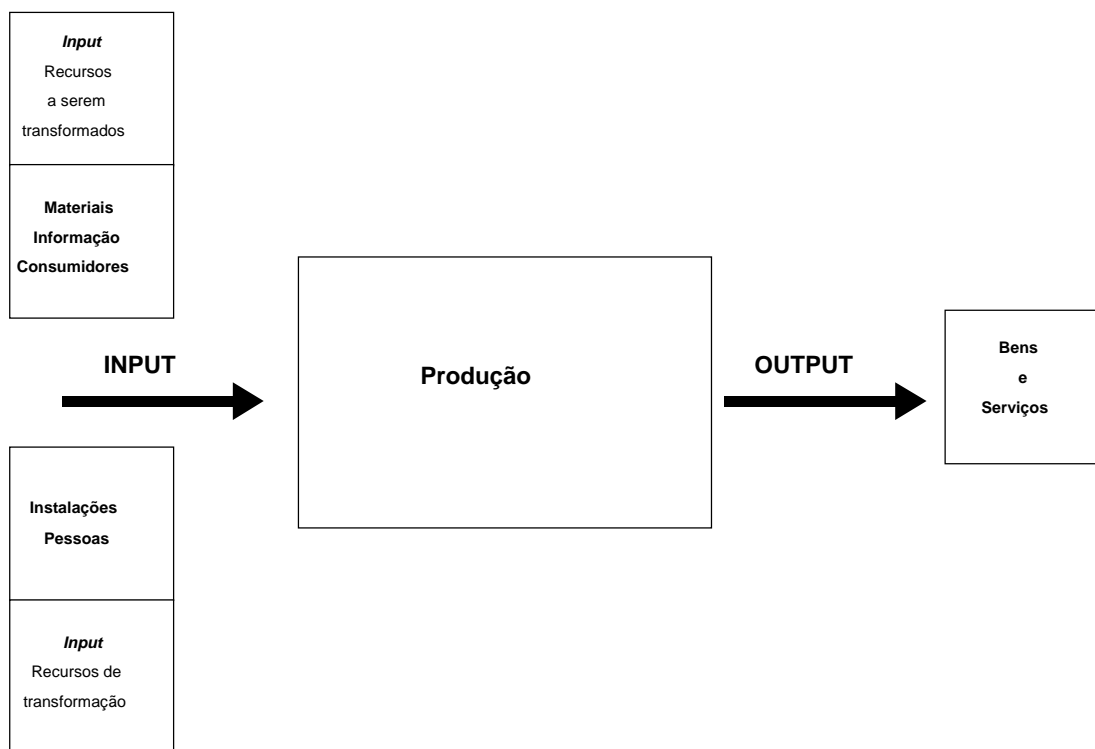 Input
Recursos
a serem
transformados
Materiais
Informação
Consumidores
INPUT
Produção
OUTPUT
Bens
e
Serviços
Instalações
Pessoas
Input
Recursos de
transformação